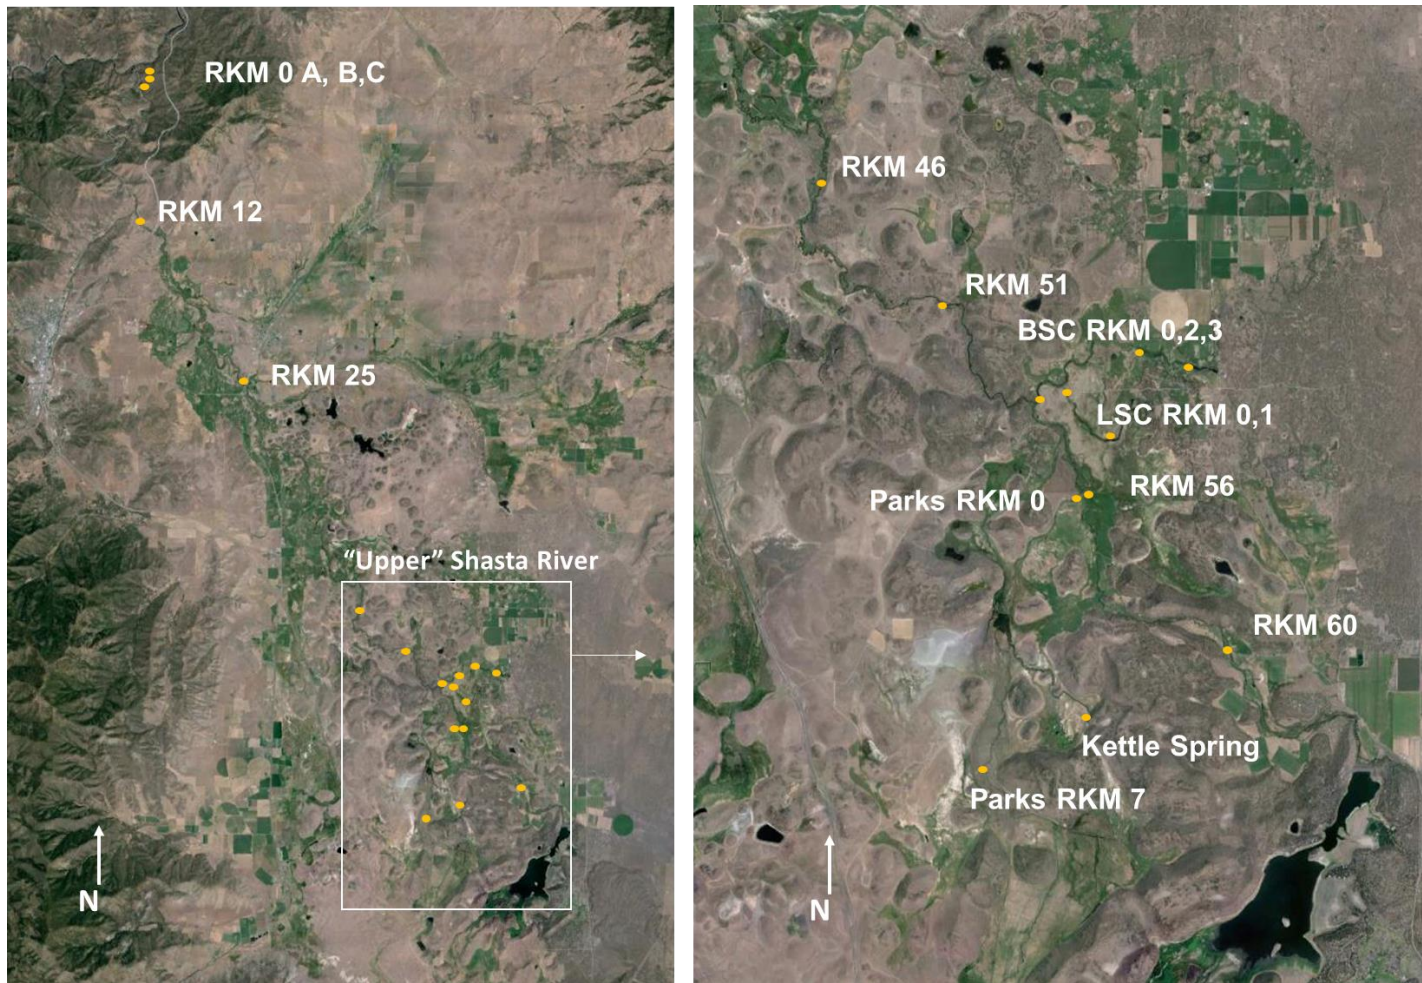 RKM 0 A, B,C
RKM 12
RKM 25
“Upper” Shasta River
N
RKM 46
RKM 51
BSC RKM 0,2,3
LSC RKM 0,1
Parks RKM 0
RKM 56
RKM 60
Kettle Spring
Parks RKM 7
N